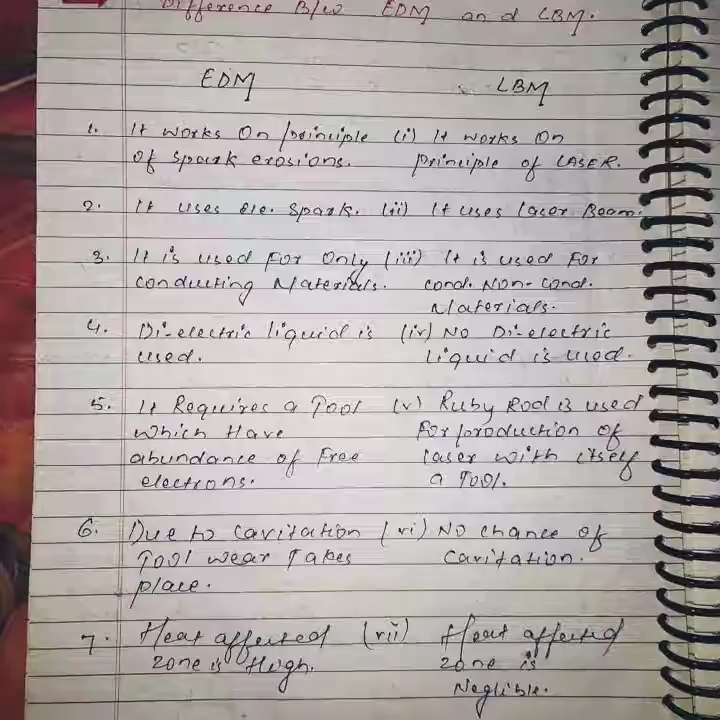 Difference B/w EDM and LBM.
EDM LBM
1. It works On principle (i) It works On
of spark erosions. principle of LASER.
2. It uses ele. Spark. (ii) It uses laser Beam.
3. It is used For Only (iii) It is used For
conducting Materials. cond. Non-cond.
Materials.
4. Di-electric liquid is (iv) No Di-electric
used. liquid is used.
5. It Requires a Tool (v) Ruby Rod is used
which Have For production of
abundance of Free laser with itself
electrons. a Tool.
6. Due to cavitation (vi) No chance of
Tool wear Takes cavitation.
place.
7. Heat affected (vii) Heat affected
zone is High. zone is
Neglible.